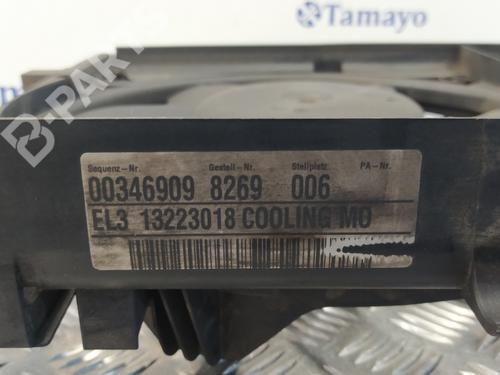 Tamayo
B-PARTS
Sequenz-Nr. Gestell-Nr. Stellplatz PA-Nr.
00346909 8269 006
EL3 13223018 COOLING MO